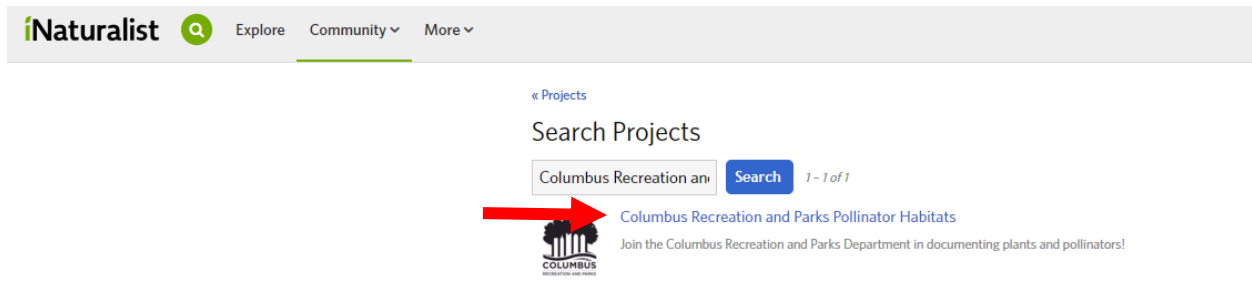 iNaturalist Explore Community More
« Projects
Search Projects
Columbus Recreation an Search 1 – 1 of 1
Columbus Recreation and Parks Pollinator Habitats
Join the Columbus Recreation and Parks Department in documenting plants and pollinators!
COLUMBUS
RECREATION AND PARKS